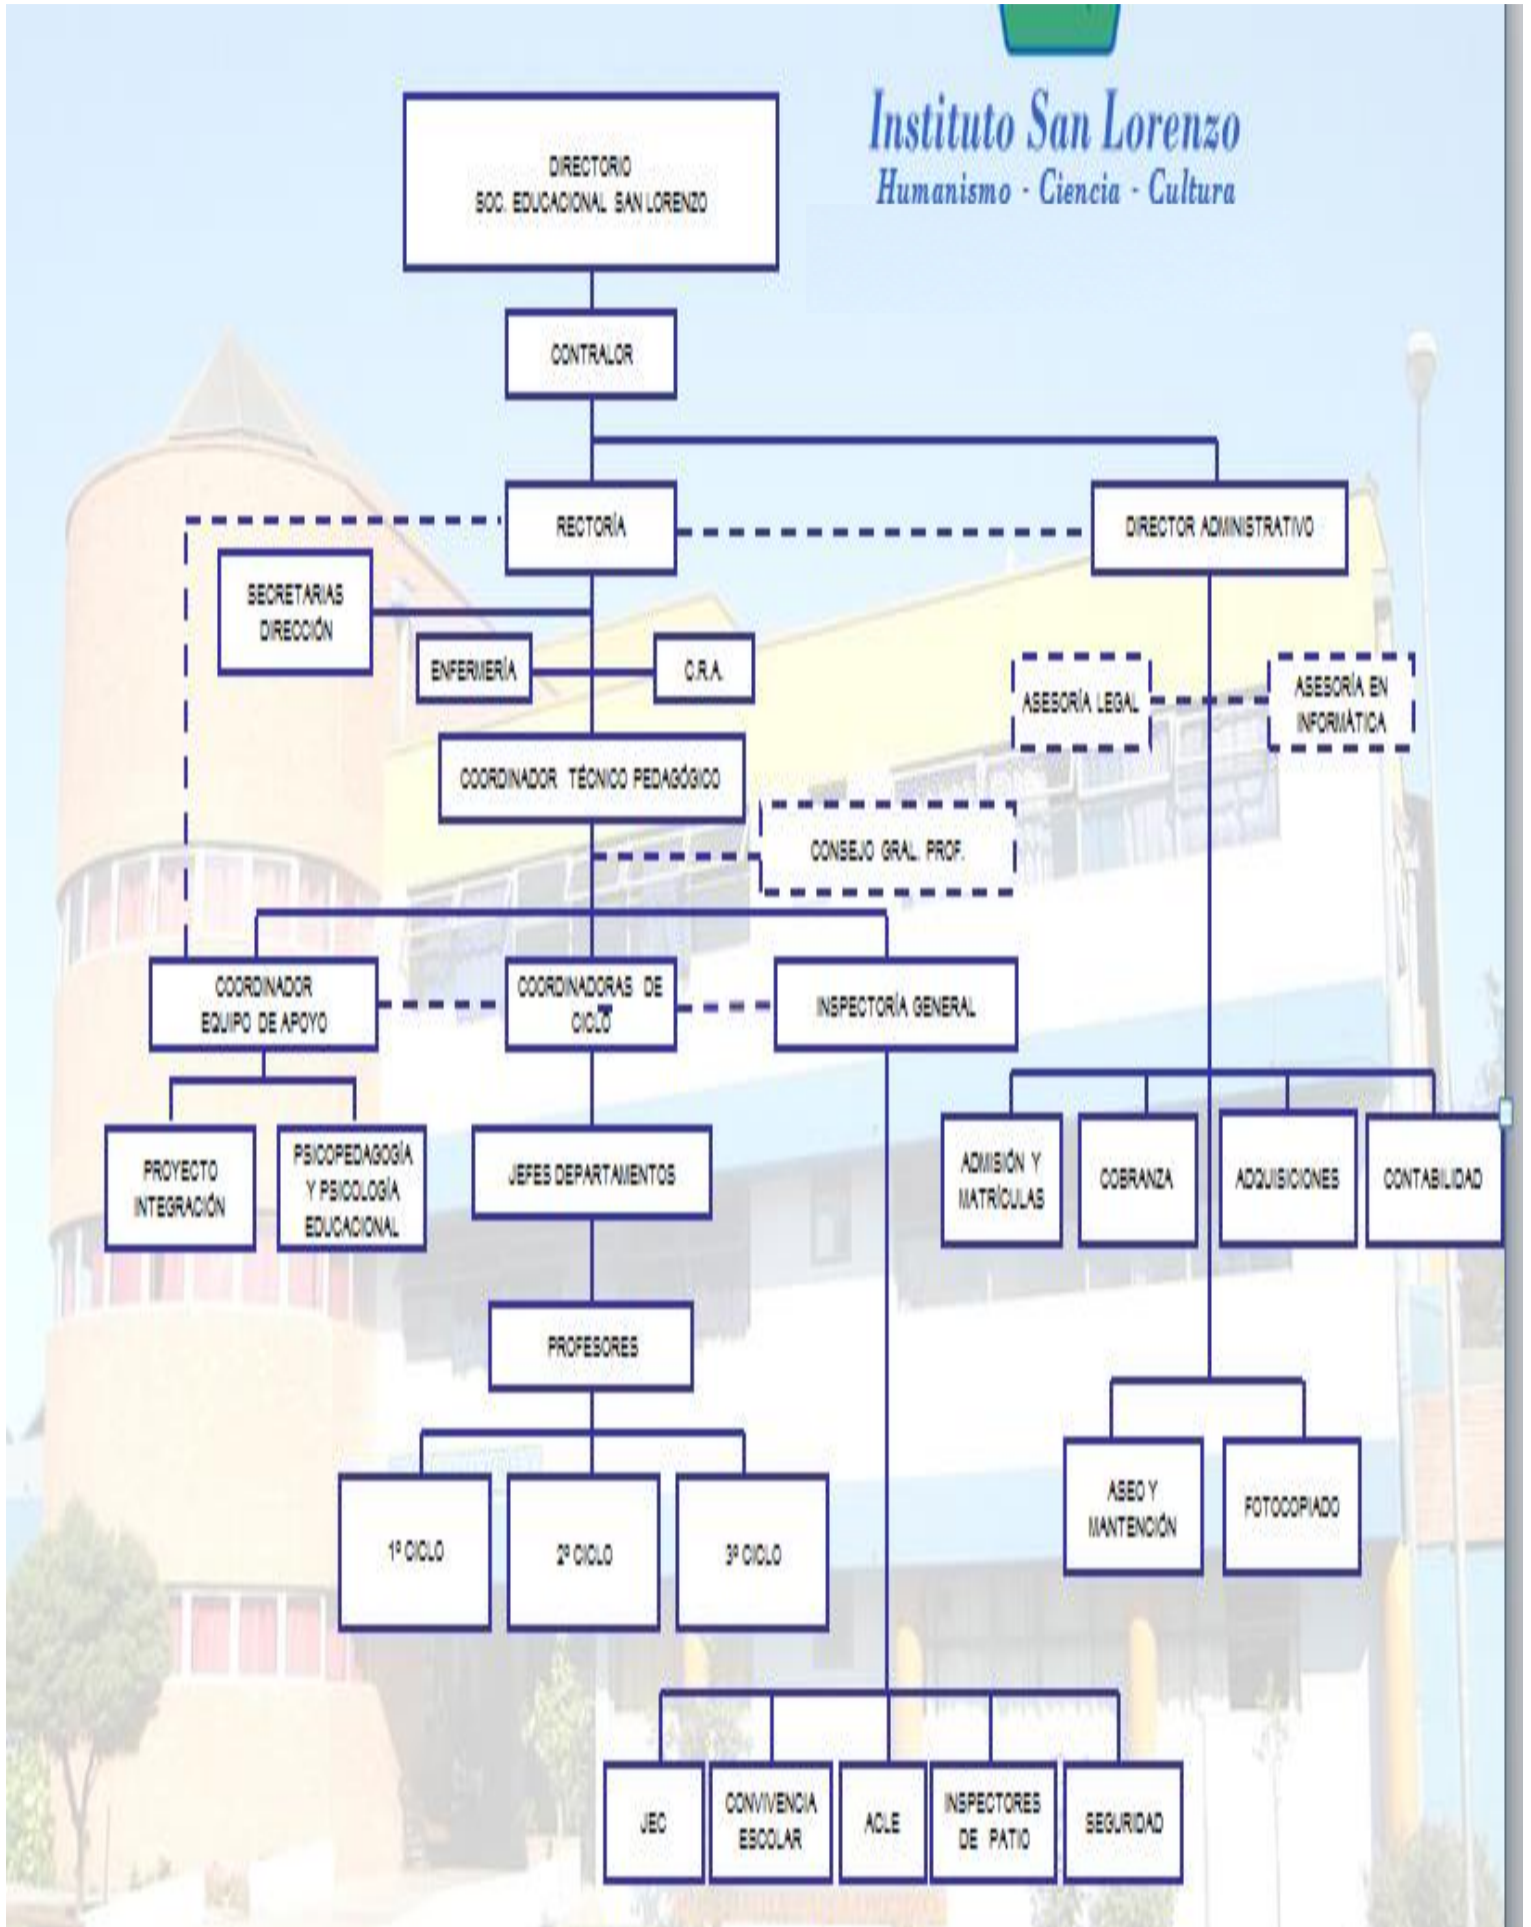 Instituto San Lorenzo
Humanismo - Ciencia - Cultura
DIRECTORIO
SOC. EDUCACIONAL SAN LORENZO
CONTRALOR
RECTORÍA
DIRECTOR ADMINISTRATIVO
SECRETARIAS
DIRECCIÓN
ENFERMERÍA
C.R.A.
ASESORÍA LEGAL
ASESORÍA EN
INFORMÀTICA
COORDINADOR TÉCNICO PEDAGÓGICO
CONSEJO GRAL. PROF.
COORDINADOR
EQUIPO DE APOYO
COORDINADORAS DE
CICLO
INSPECTORÍA GENERAL
PROYECTO
INTEGRACIÓN
PSICOPEDAGOGÍA
Y PSICOLOGÍA
EDUCACIONAL
JEFES DEPARTAMENTOS
ADMISIÓN Y
MATRÍCULAS
COBRANZA
ADQUISICIONES
CONTABILIDAD
PROFESORES
1º CICLO
2º CICLO
3º CICLO
ASEO Y
MANTENCIÓN
FOTOCOPIADO
JEC
CONVIVENCIA
ESCOLAR
ACLE
INSPECTORES
DE PATIO
SEGURIDAD